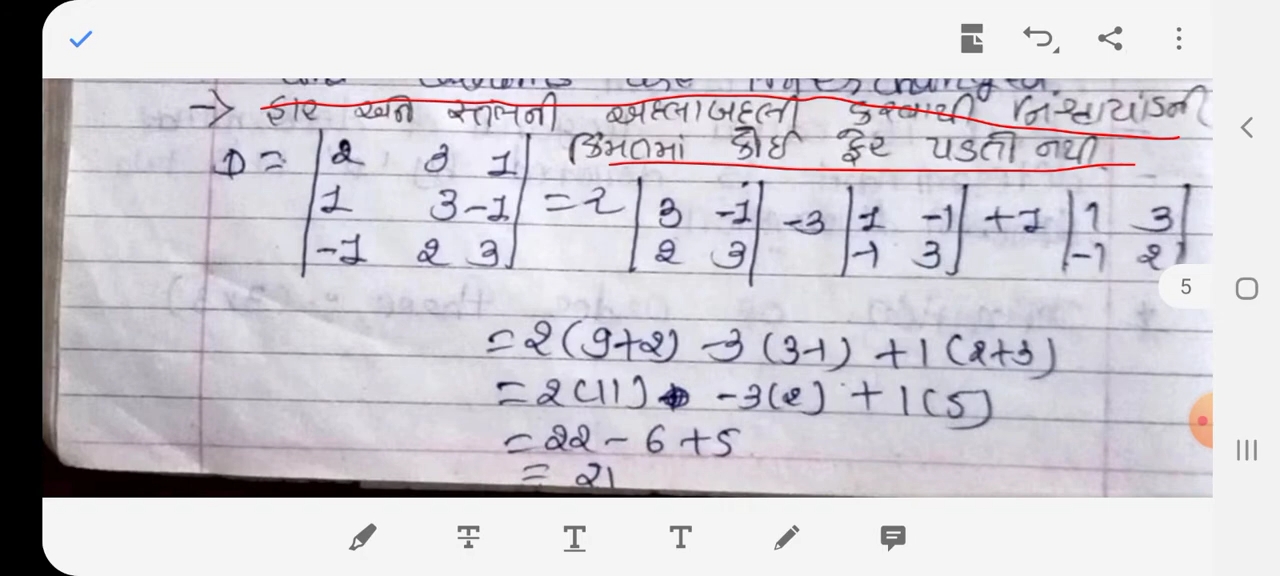 → હાર અને સ્તંભની અદલાબદલી કરવાથી નિશ્ચાયકની
કિંમતમાં કોઈ ફેર પડતો નથી
D = | 2 3 1 |
| 1 3 -1 | = 2 | 3 -1 | -3 | 1 -1 | +1 | 1 3 |
| -1 2 3 | | 2 3 | | -1 3 | | -1 2 |
5
= 2(9+2) -3(3-1) +1(2+3)
= 2(11) -3(2) +1(5)
= 22 - 6 + 5
= 21
T T T